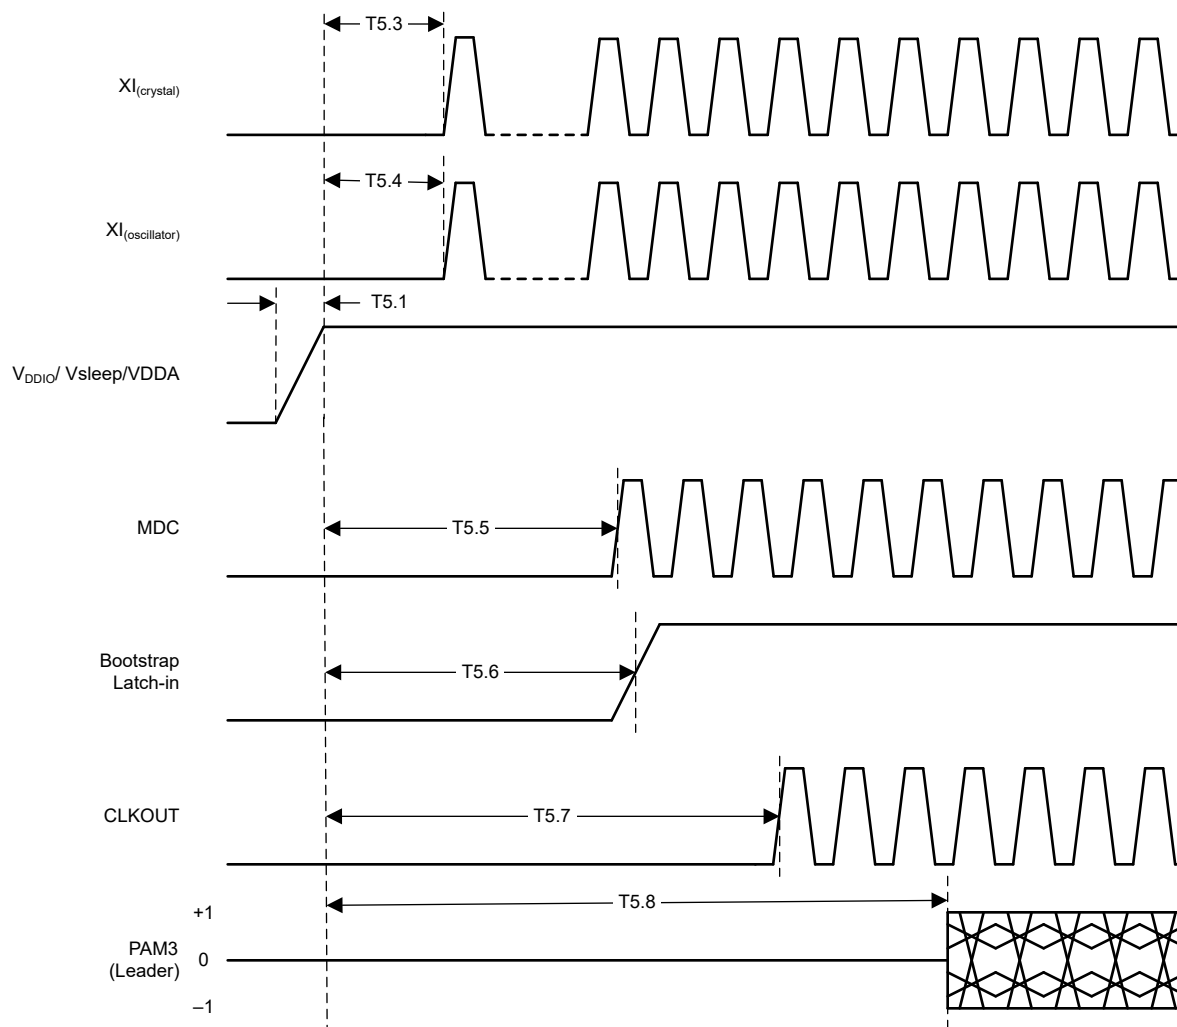 T5.3
XI(crystal)
T5.4
XI(oscillator)
T5.1
VDDIO/ Vsleep/VDDA
MDC
T5.5
Bootstrap
Latch-in
T5.6
CLKOUT
T5.7
T5.8
+1
PAM3
(Leader)
0
–1